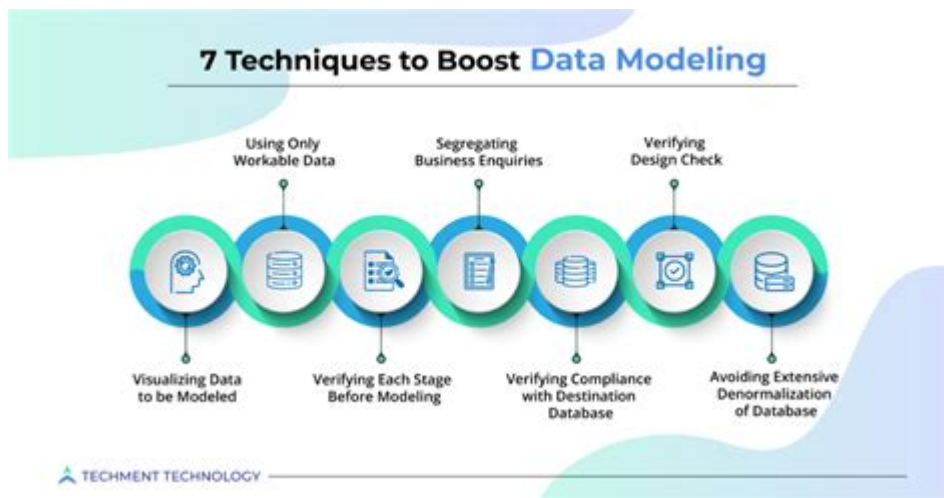 7 Techniques to Boost Data Modeling
Using Only
Workable Data
Segregating
Business Enquiries
Verifying
Design Check
Visualizing Data
to be Modeled
Verifying Each Stage
Before Modeling
Verifying Compliance
with Destination
Database
Avoiding Extensive
Denormalization
of Database
TECHMENT TECHNOLOGY